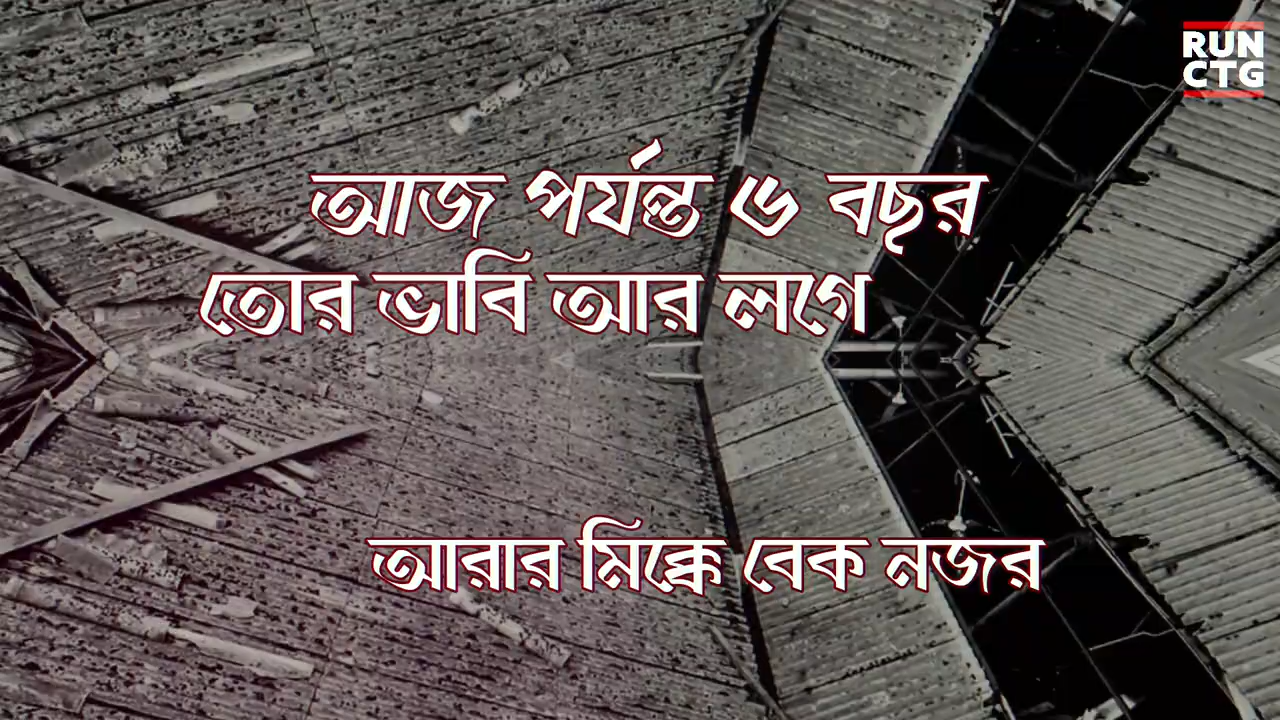 আজ পর্যন্ত ৬ বছর
তোর ভাবি আর লগে
আরার মিক্কে বেক নজর
RUN
CTG